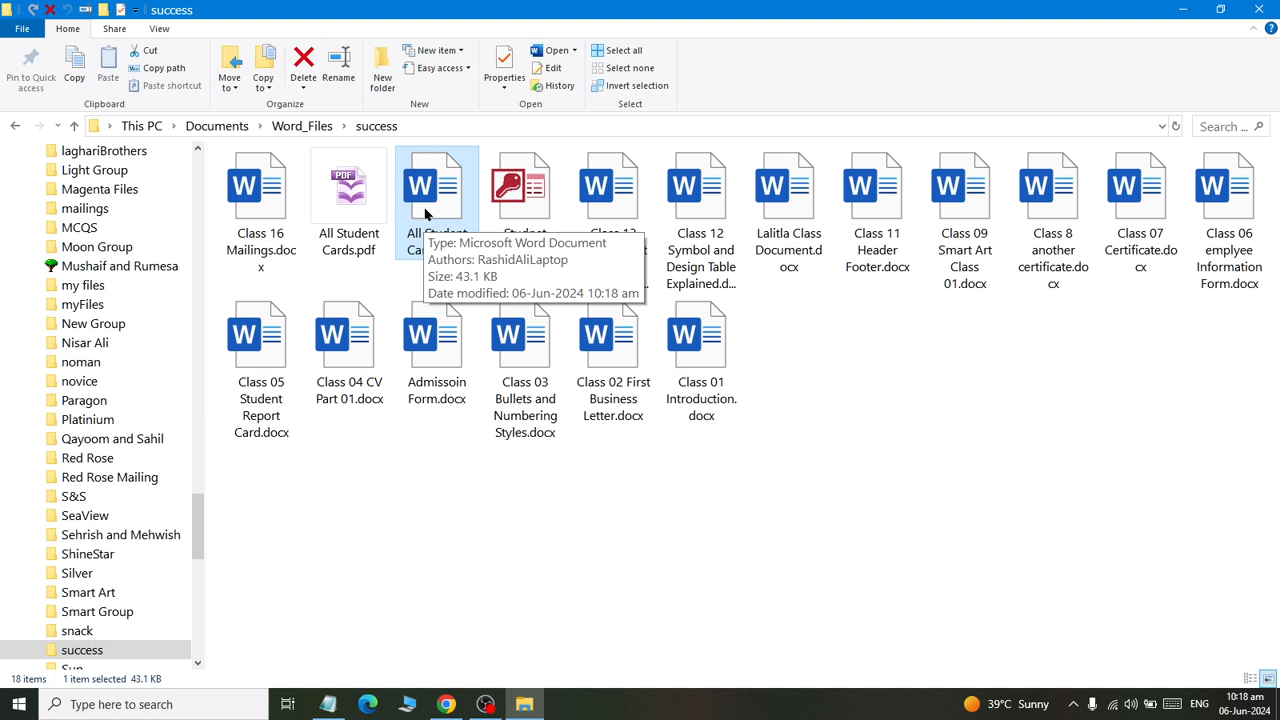 success
File
Home
Share
View
Pin to Quick access
Copy
Paste
Cut
Copy path
Paste shortcut
Clipboard
Move to
Copy to
Delete
Rename
Organize
New folder
New item
Easy access
New
Properties
Open
Edit
History
Open
Select all
Select none
Invert selection
Select
This PC
Documents
Word_Files
success
Search ...
laghariBrothers
Light Group
Magenta Files
mailings
MCQS
Moon Group
Mushaif and Rumesa
my files
myFiles
New Group
Nisar Ali
noman
novice
Paragon
Platinium
Qayoom and Sahil
Red Rose
Red Rose Mailing
S&S
SeaView
Sehrish and Mehwish
ShineStar
Silver
Smart Art
Smart Group
snack
success
Sun
Class 16
Mailings.doc
x
PDF
All Student
Cards.pdf
All Student
Class 12
Symbol and
Design Table
Explained.d...
Lalitla Class
Document.d
ocx
Class 11
Header
Footer.docx
Class 09
Smart Art
Class
01.docx
Class 8
another
certificate.do
cx
Class 07
Certificate.do
cx
Class 06
emplyee
Information
Form.docx
Type: Microsoft Word Document
Authors: RashidAliLaptop
Size: 43.1 KB
Date modified: 06-Jun-2024 10:18 am
Class 05
Student
Report
Card.docx
Class 04 CV
Part 01.docx
Admissoin
Form.docx
Class 03
Bullets and
Numbering
Styles.docx
Class 02 First
Business
Letter.docx
Class 01
Introduction.
docx
18 items
1 item selected 43.1 KB
Type here to search
39°C Sunny
ENG
10:18 am
06-Jun-2024